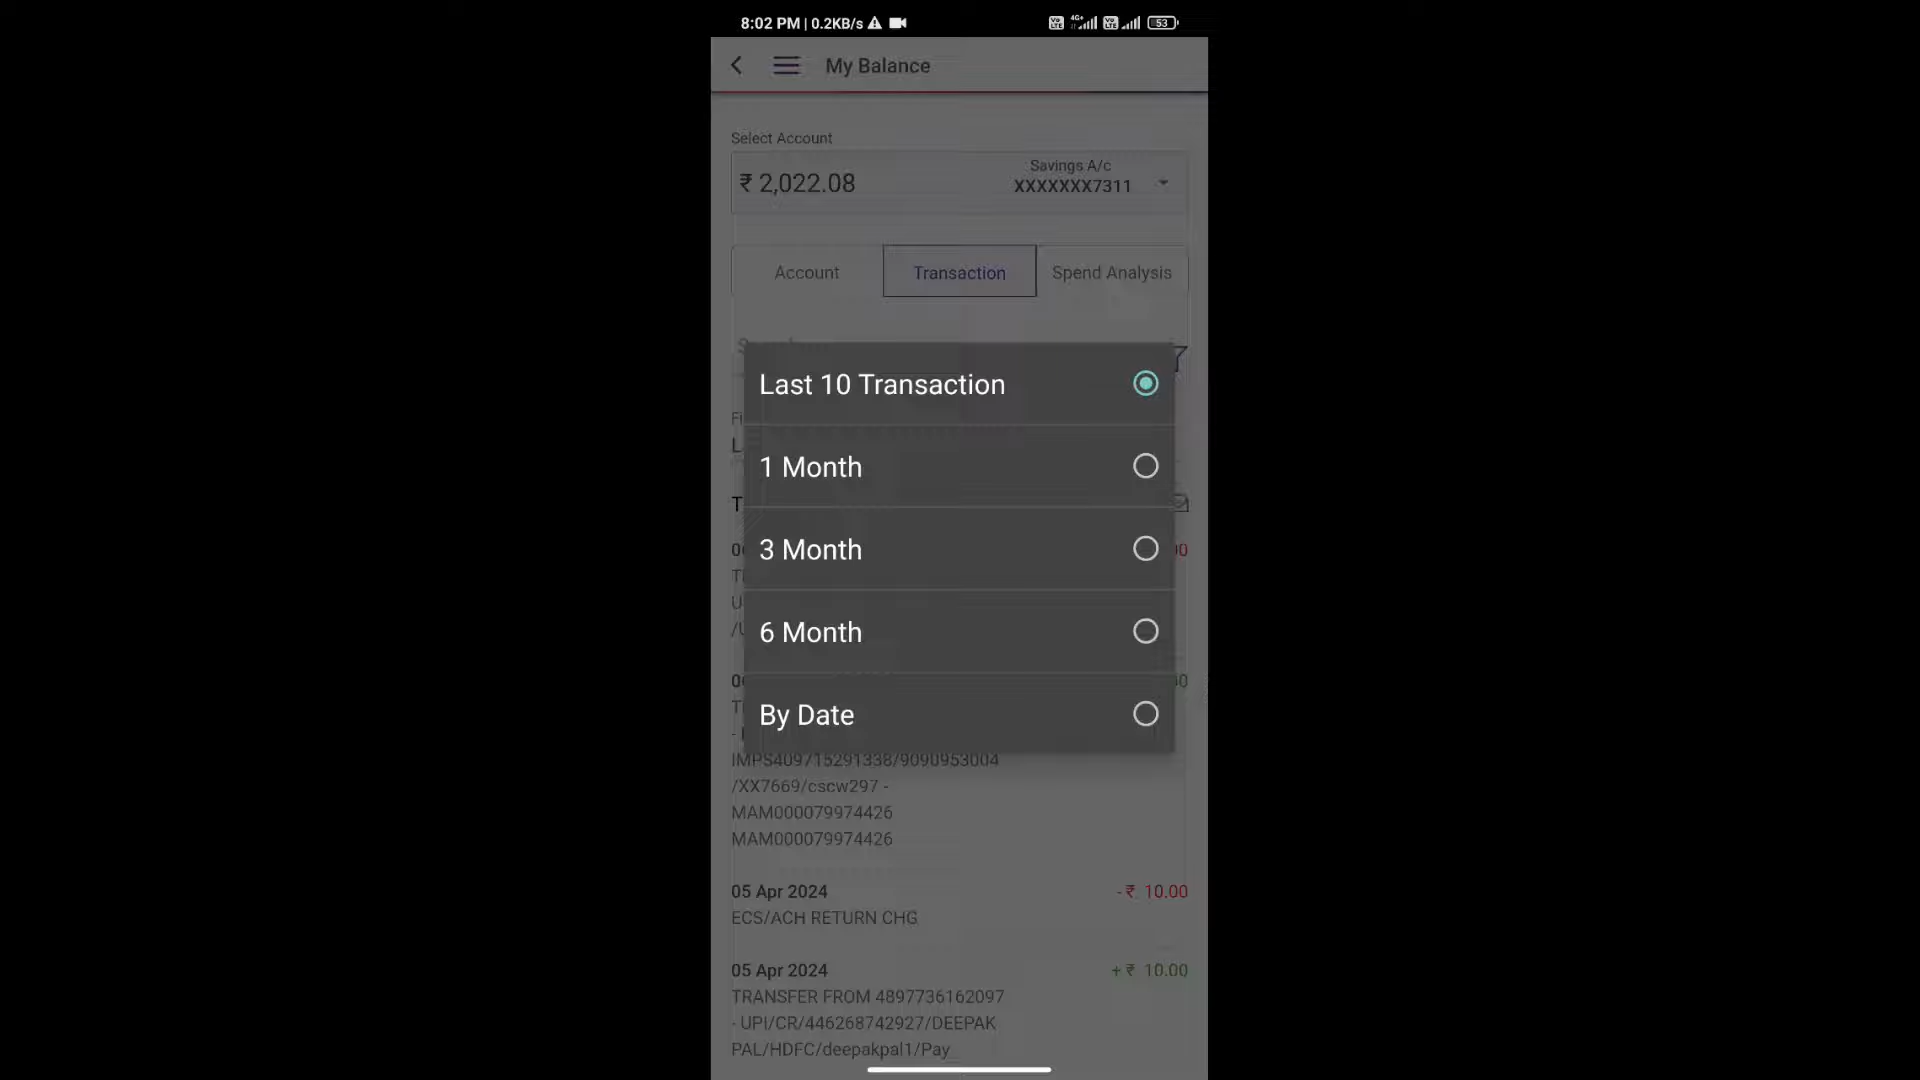 8:02 PM | 0.2KB/s
4G+
53
My Balance
Select Account
₹ 2,022.08
Savings A/c
XXXXXXX7311
Account
Transaction
Spend Analysis
Last 10 Transaction
1 Month
3 Month
6 Month
By Date
IMPS409715291338/9090953004
/XX7669/cscw297 -
MAM000079974426
MAM000079974426
05 Apr 2024
- ₹ 10.00
ECS/ACH RETURN CHG
05 Apr 2024
+ ₹ 10.00
TRANSFER FROM 4897736162097
- UPI/CR/446268742927/DEEPAK
PAL/HDFC/deepakpal1/Pay